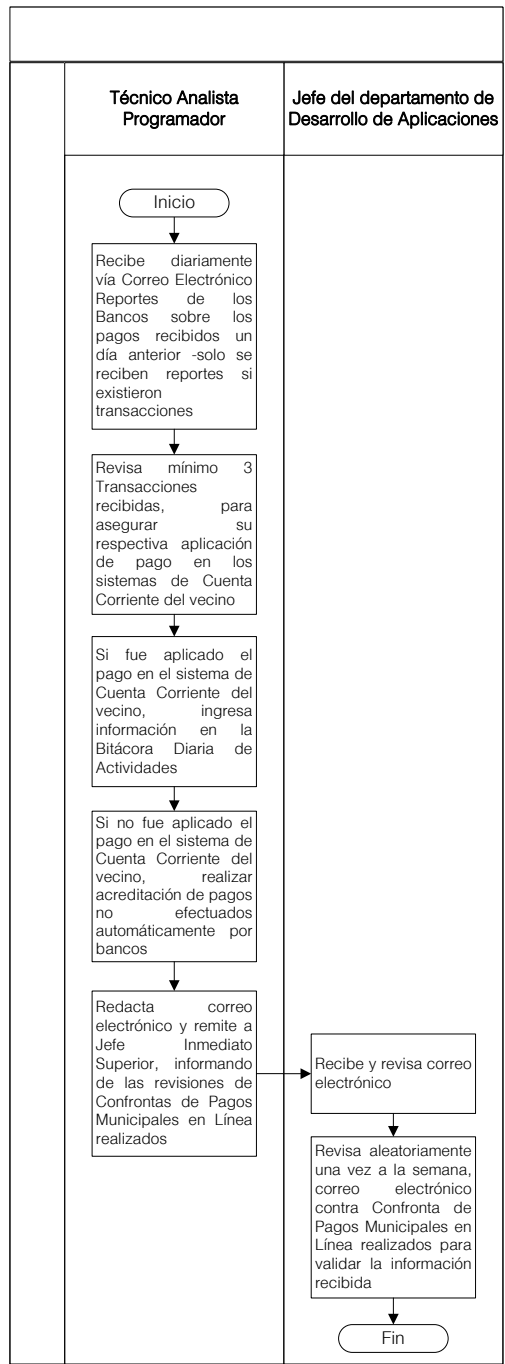 Técnico Analista
Programador
Jefe del departamento de
Desarrollo de Aplicaciones
Inicio
Recibe diariamente
vía Correo Electrónico
Reportes de los
Bancos sobre los
pagos recibidos un
día anterior -solo se
reciben reportes si
existieron
transacciones
Revisa mínimo 3
Transacciones
recibidas, para
asegurar su
respectiva aplicación
de pago en los
sistemas de Cuenta
Corriente del vecino
Si fue aplicado el
pago en el sistema de
Cuenta Corriente del
vecino, ingresa
información en la
Bitácora Diaria de
Actividades
Si no fue aplicado el
pago en el sistema de
Cuenta Corriente del
vecino, realizar
acreditación de pagos
no efectuados
automáticamente por
bancos
Redacta correo
electrónico y remite a
Jefe Inmediato
Superior, informando
de las revisiones de
Confrontas de Pagos
Municipales en Línea
realizados
Recibe y revisa correo
electrónico
Revisa aleatoriamente
una vez a la semana,
correo electrónico
contra Confronta de
Pagos Municipales en
Línea realizados para
validar la información
recibida
Fin